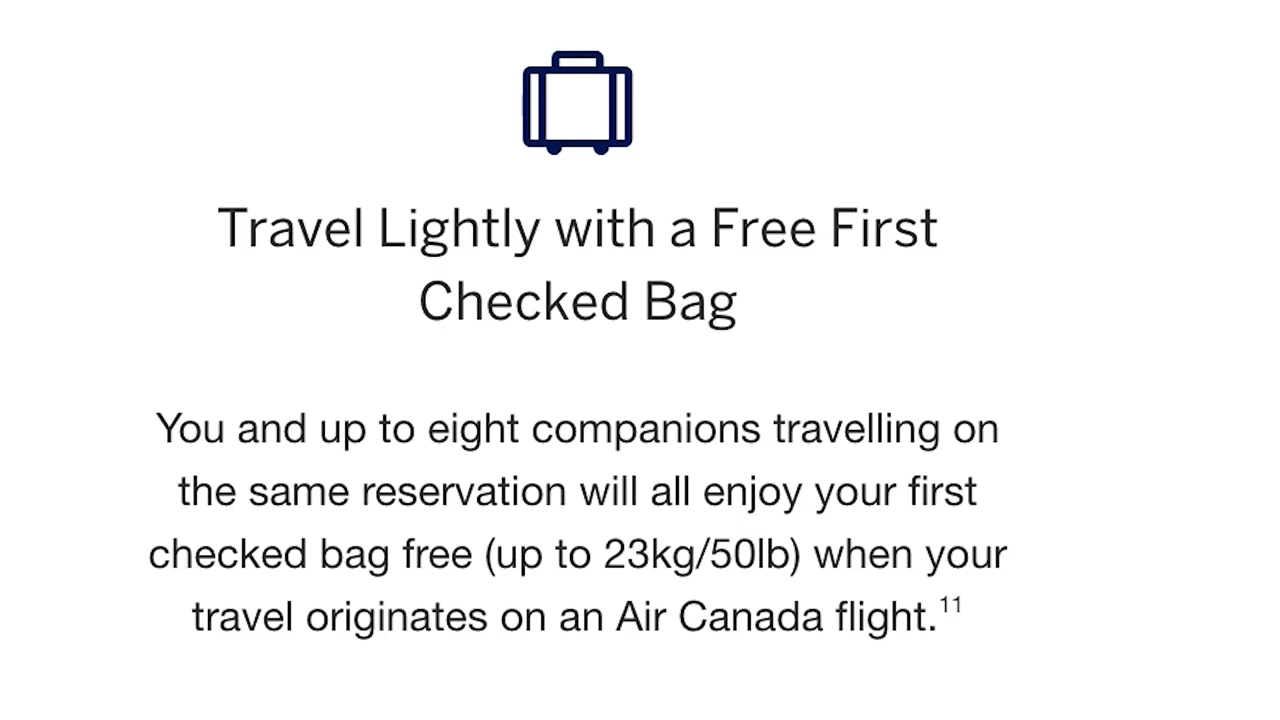 Travel Lightly with a Free First
Checked Bag
You and up to eight companions travelling on
the same reservation will all enjoy your first
checked bag free (up to 23kg/50lb) when your
travel originates on an Air Canada flight.11